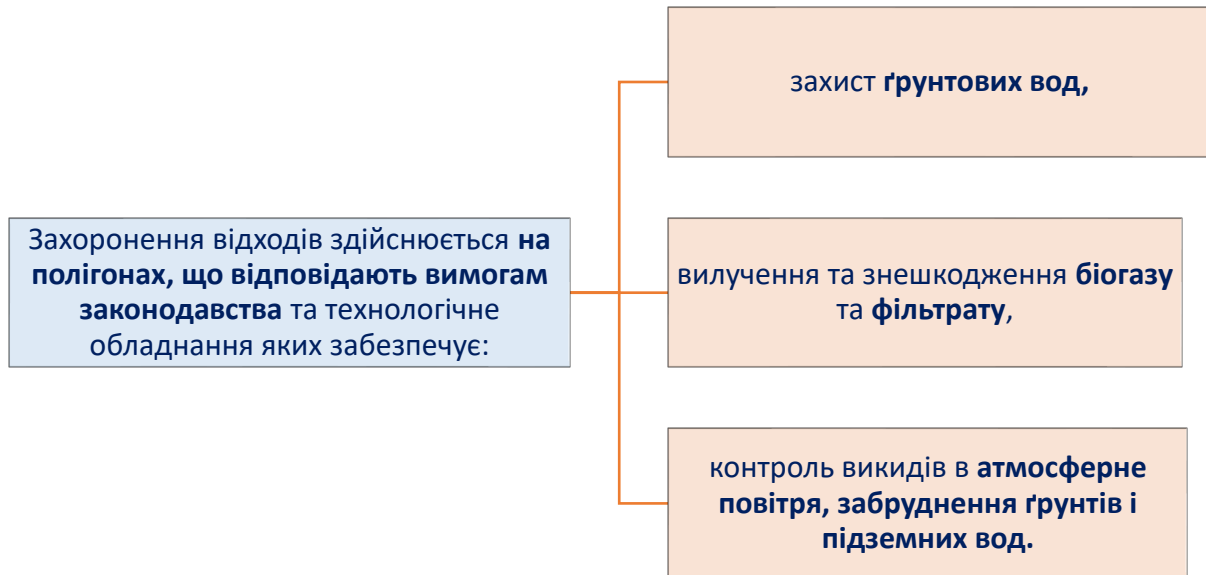 захист ґрунтових вод,
Захоронення відходів здійснюється на
полігонах, що відповідають вимогам
законодавства та технологічне
обладнання яких забезпечує:
вилучення та знешкодження біогазу
та фільтрату,
контроль викидів в атмосферне
повітря, забруднення ґрунтів і
підземних вод.